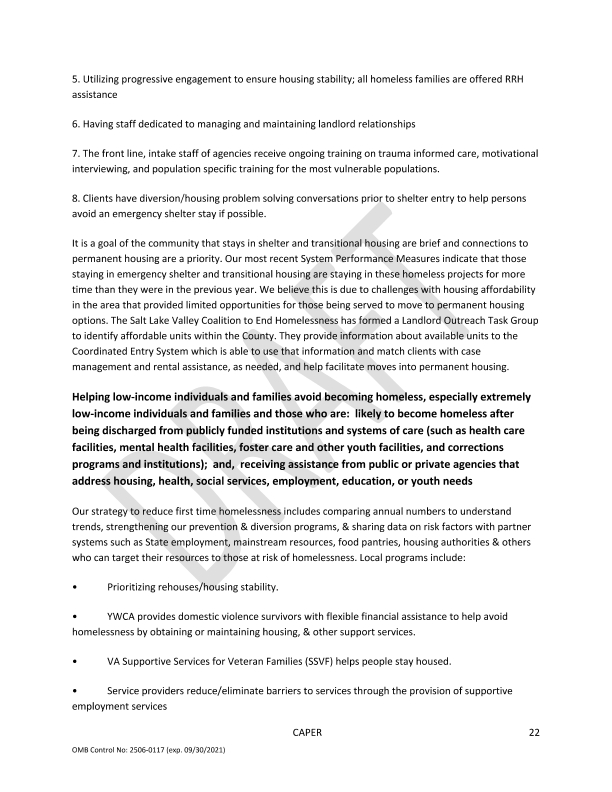 5. Utilizing progressive engagement to ensure housing stability; all homeless families are offered RRH
assistance
6. Having staff dedicated to managing and maintaining landlord relationships
7. The front line, intake staff of agencies receive ongoing training on trauma informed care, motivational
interviewing, and population specific training for the most vulnerable populations.
8. Clients have diversion/housing problem solving conversations prior to shelter entry to help persons
avoid an emergency shelter stay if possible.
It is a goal of the community that stays in shelter and transitional housing are brief and connections to
permanent housing are a priority. Our most recent System Performance Measures indicate that those
staying in emergency shelter and transitional housing are staying in these homeless projects for more
time than they were in the previous year. We believe this is due to challenges with housing affordability
in the area that provided limited opportunities for those being served to move to permanent housing
options. The Salt Lake Valley Coalition to End Homelessness has formed a Landlord Outreach Task Group
to identify affordable units within the County. They provide information about available units to the
Coordinated Entry System which is able to use that information and match clients with case
management and rental assistance, as needed, and help facilitate moves into permanent housing.
Helping low-income individuals and families avoid becoming homeless, especially extremely
low-income individuals and families and those who are:  likely to become homeless after
being discharged from publicly funded institutions and systems of care (such as health care
facilities, mental health facilities, foster care and other youth facilities, and corrections
programs and institutions);  and,  receiving assistance from public or private agencies that
address housing, health, social services, employment, education, or youth needs
Our strategy to reduce first time homelessness includes comparing annual numbers to understand
trends, strengthening our prevention & diversion programs, & sharing data on risk factors with partner
systems such as State employment, mainstream resources, food pantries, housing authorities & others
who can target their resources to those at risk of homelessness. Local programs include:
• Prioritizing rehouses/housing stability.
• YWCA provides domestic violence survivors with flexible financial assistance to help avoid
homelessness by obtaining or maintaining housing, & other support services.
• VA Supportive Services for Veteran Families (SSVF) helps people stay housed.
• Service providers reduce/eliminate barriers to services through the provision of supportive
employment services
CAPER 22
OMB Control No: 2506-0117 (exp. 09/30/2021)
DRAFT